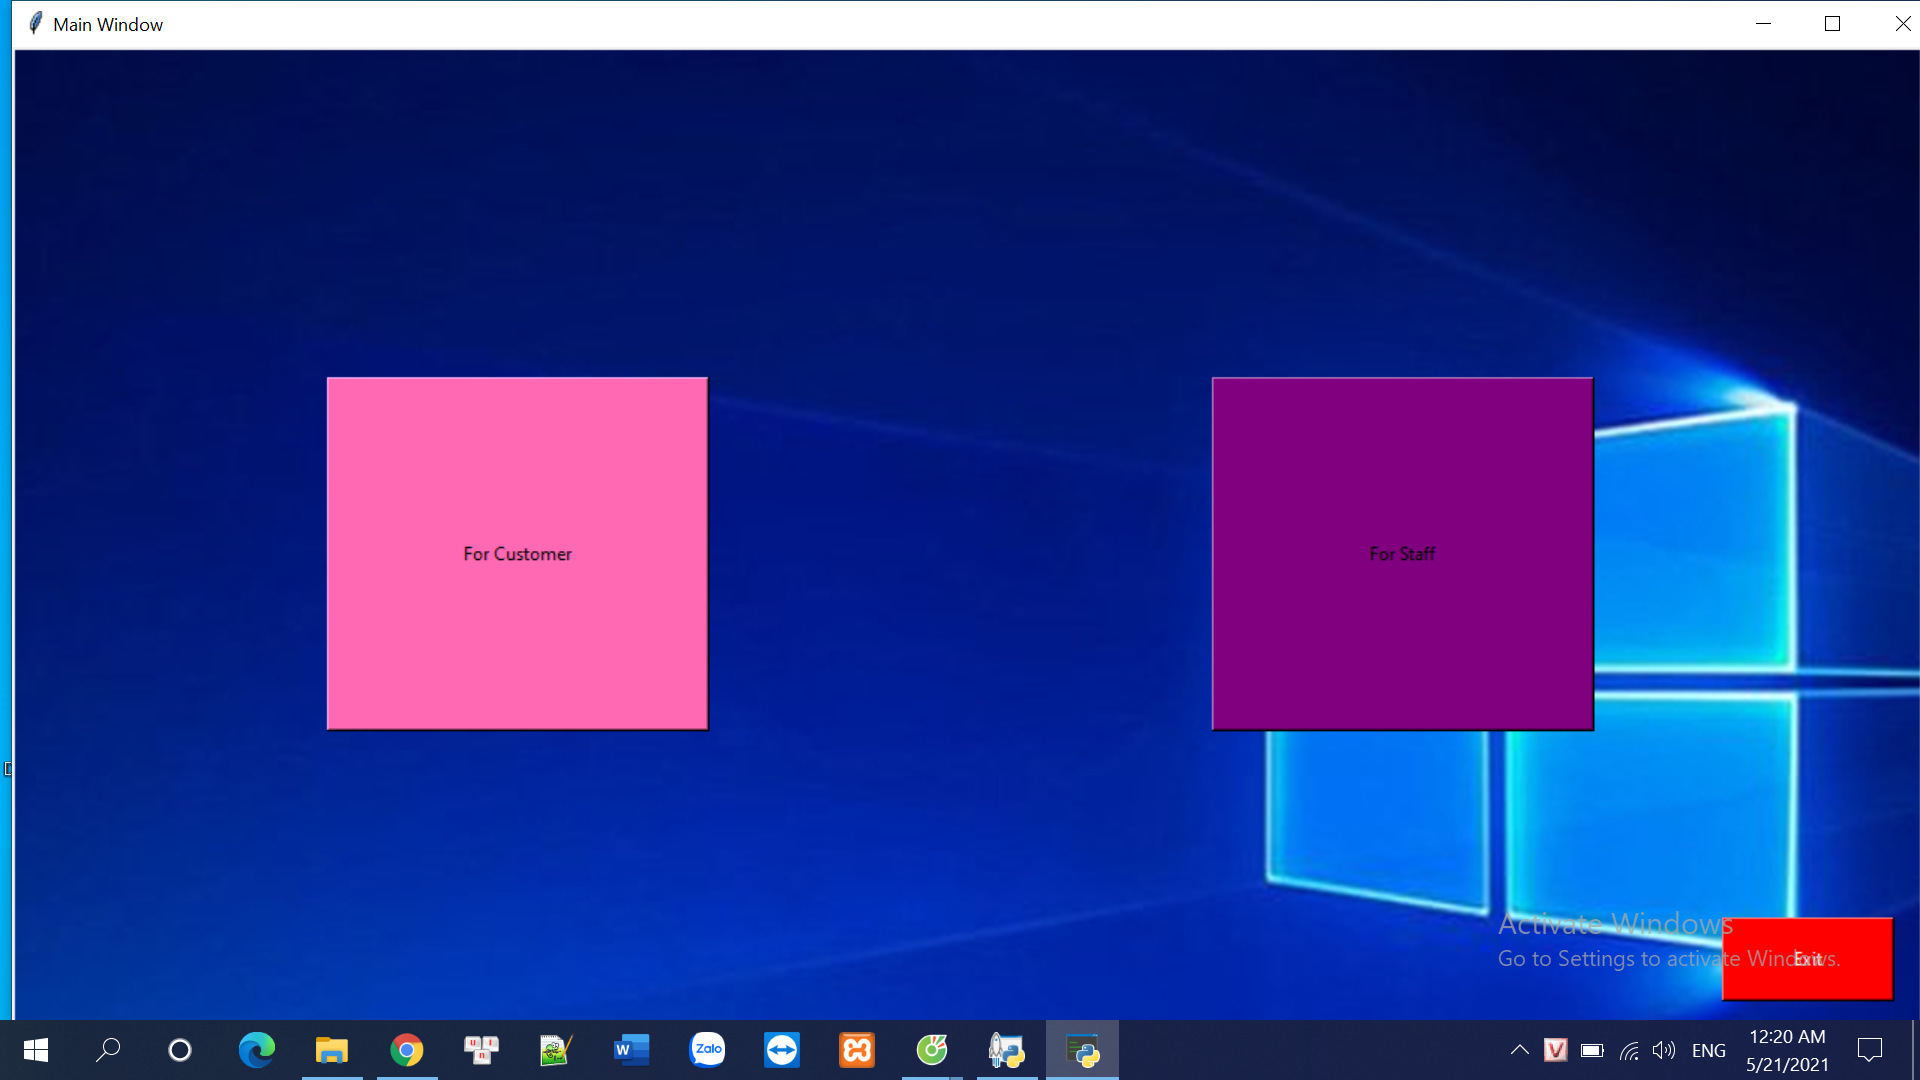 Main Window
For Customer
For Staff
Activate Windows
Go to Settings to activate Windows.
Exit
u i n
W
Zalo
V
ENG
12:20 AM
5/21/2021